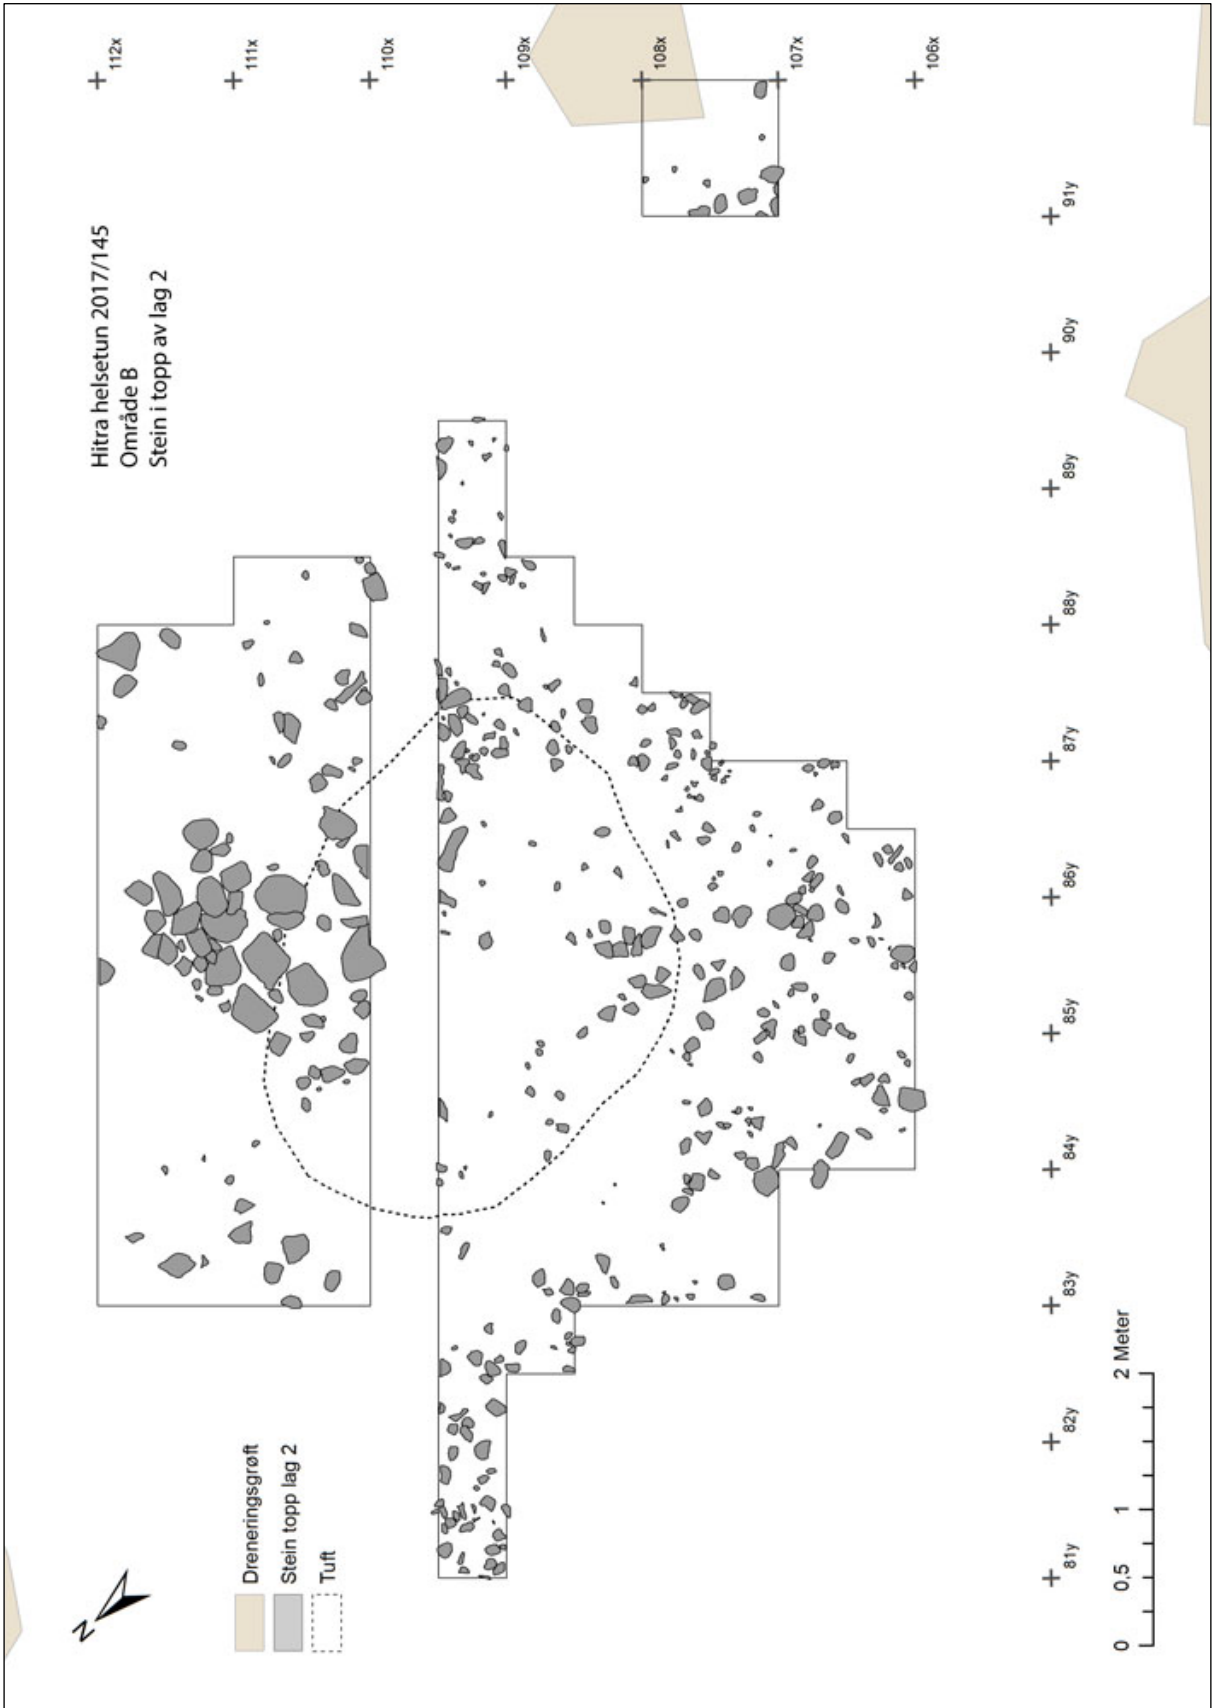 Hitra helsetun 2017/145
Område B
Stein i topp av lag 2
112x
111x
110x
109x
108x
107x
106x
81y
82y
83y
84y
85y
86y
87y
88y
89y
90y
91y
N
Dreneringsgrøft
Stein topp lag 2
Tuft
0 0,5 1 2 Meter